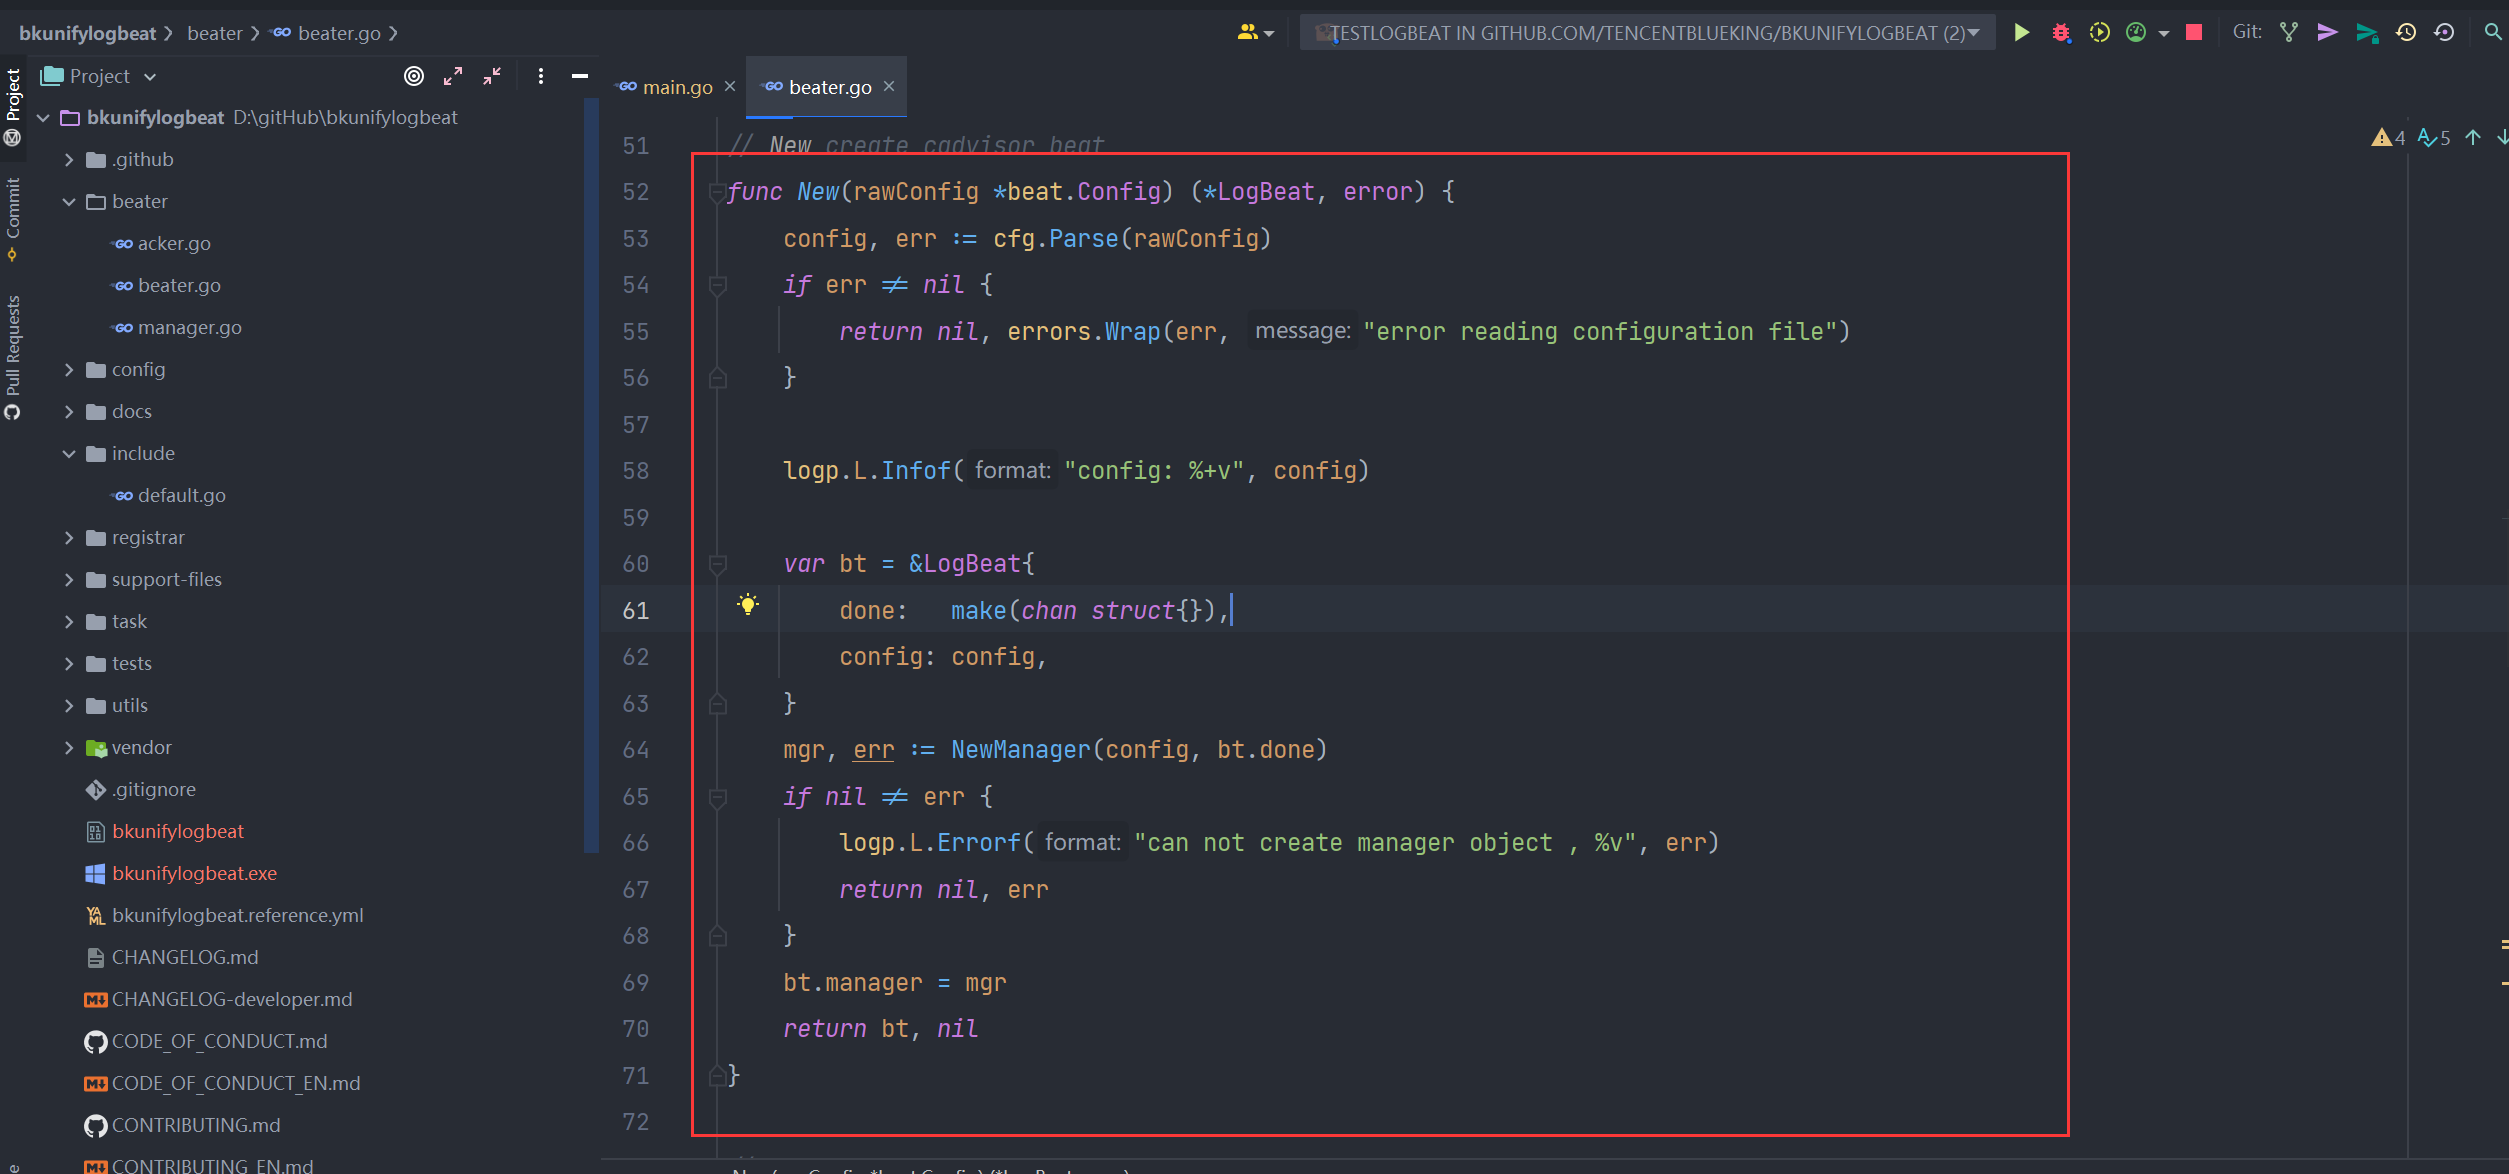 bkunifylogbeat > beater > beater.go >
TESTLOGBEAT IN GITHUB.COM/TENCENTBLUEKING/BKUNIFYLOGBEAT (2)
Git:
Project
Commit
Pull Requests
Project
bkunifylogbeat D:\gitHub\bkunifylogbeat
.github
beater
acker.go
beater.go
manager.go
config
docs
include
default.go
registrar
support-files
task
tests
utils
vendor
.gitignore
bkunifylogbeat
bkunifylogbeat.exe
bkunifylogbeat.reference.yml
CHANGELOG.md
CHANGELOG-developer.md
CODE_OF_CONDUCT.md
CODE_OF_CONDUCT_EN.md
CONTRIBUTING.md
CONTRIBUTING_EN.md
main.go
beater.go
4 5
51 // New create cadvisor beat
52 func New(rawConfig *beat.Config) (*LogBeat, error) {
53 config, err := cfg.Parse(rawConfig)
54 if err != nil {
55 return nil, errors.Wrap(err, message: "error reading configuration file")
56 }
57
58 logp.L.Infof( format: "config: %+v", config)
59
60 var bt = &LogBeat{
61 done: make(chan struct{}),
62 config: config,
63 }
64 mgr, err := NewManager(config, bt.done)
65 if nil != err {
66 logp.L.Errorf( format: "can not create manager object , %v", err)
67 return nil, err
68 }
69 bt.manager = mgr
70 return bt, nil
71 }
72